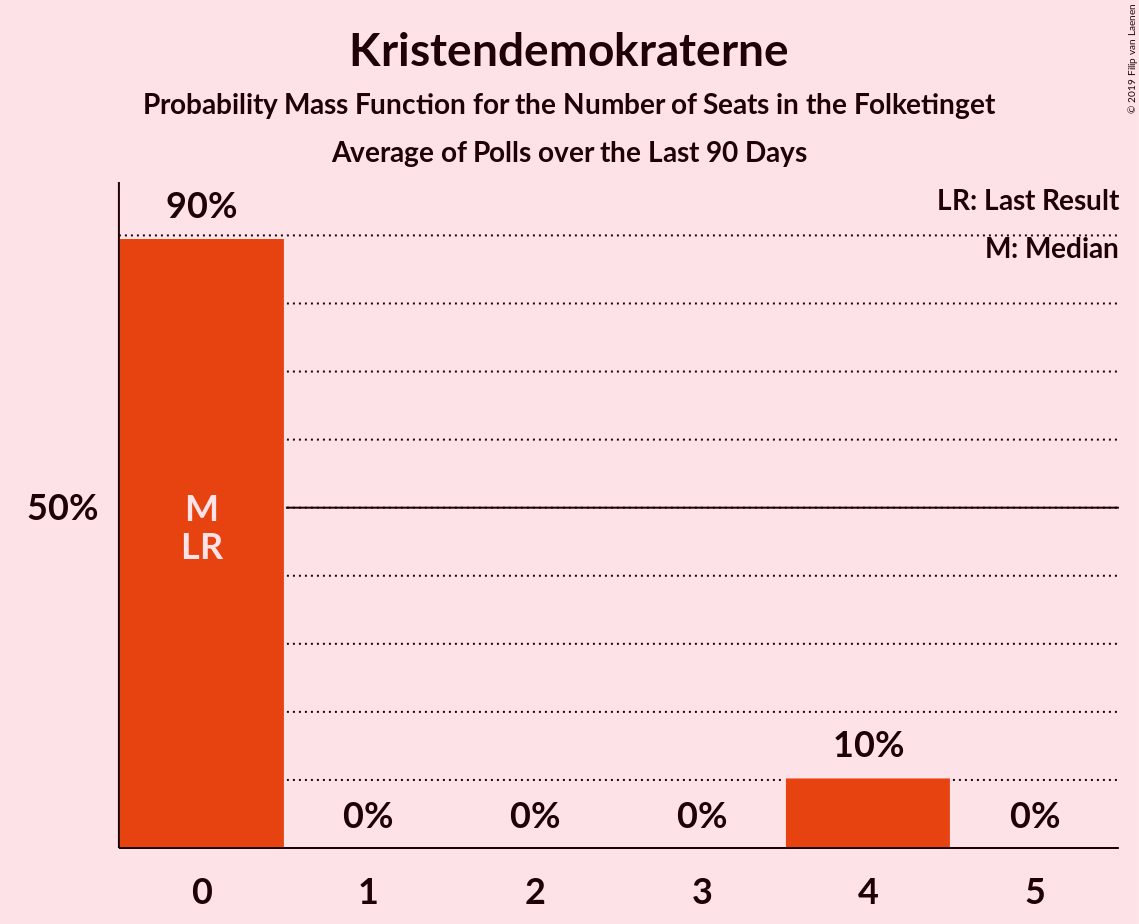 Kristendemokraterne
Probability Mass Function for the Number of Seats in the Folketinget
Average of Polls over the Last 90 Days
© 2019 Filip van Laenen
LR: Last Result
M: Median
90%
50%
M
LR
0%
0%
0%
10%
0%
0
1
2
3
4
5